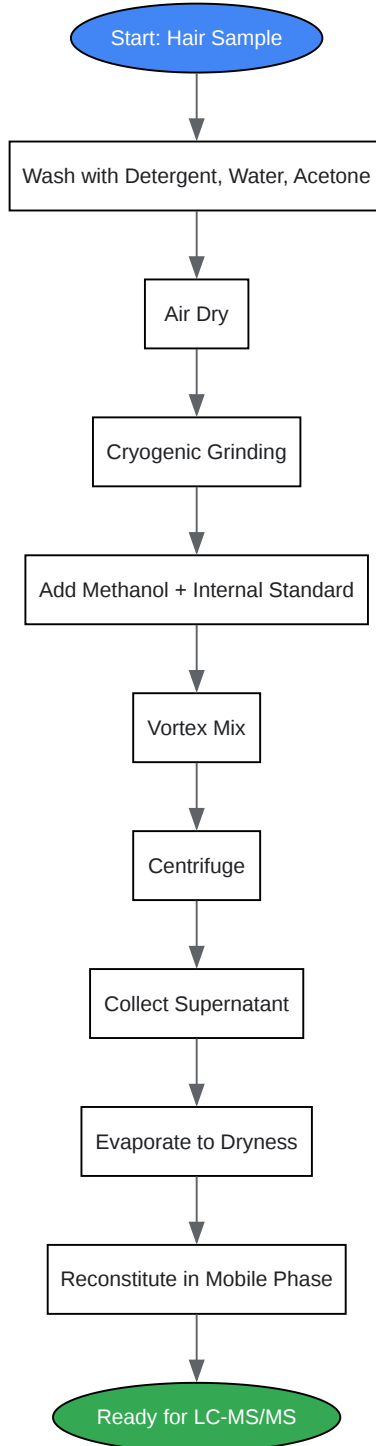 Start: Hair Sample
Wash with Detergent, Water, Acetone
Air Dry
Cryogenic Grinding
Add Methanol + Internal Standard
Vortex Mix
Centrifuge
Collect Supernatant
Evaporate to Dryness
Reconstitute in Mobile Phase
Ready for LC-MS/MS